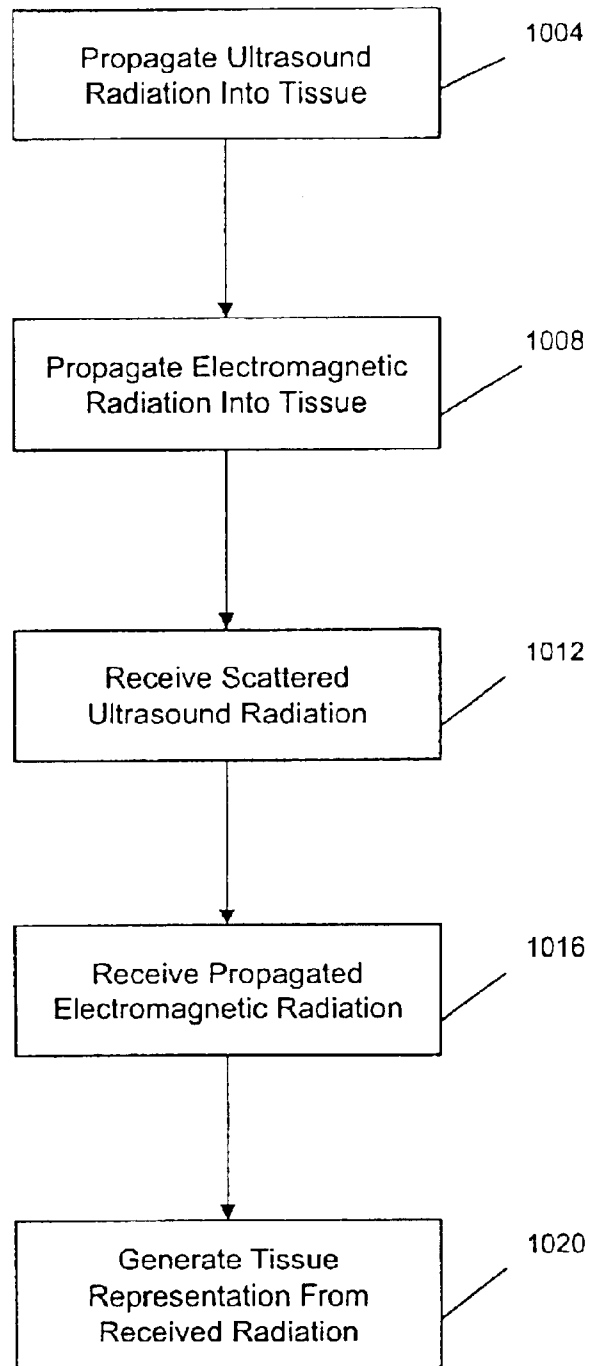 1004
Propagate Ultrasound
Radiation Into Tissue
1008
Propagate Electromagnetic
Radiation Into Tissue
1012
Receive Scattered
Ultrasound Radiation
1016
Receive Propagated
Electromagnetic Radiation
1020
Generate Tissue
Representation From
Received Radiation